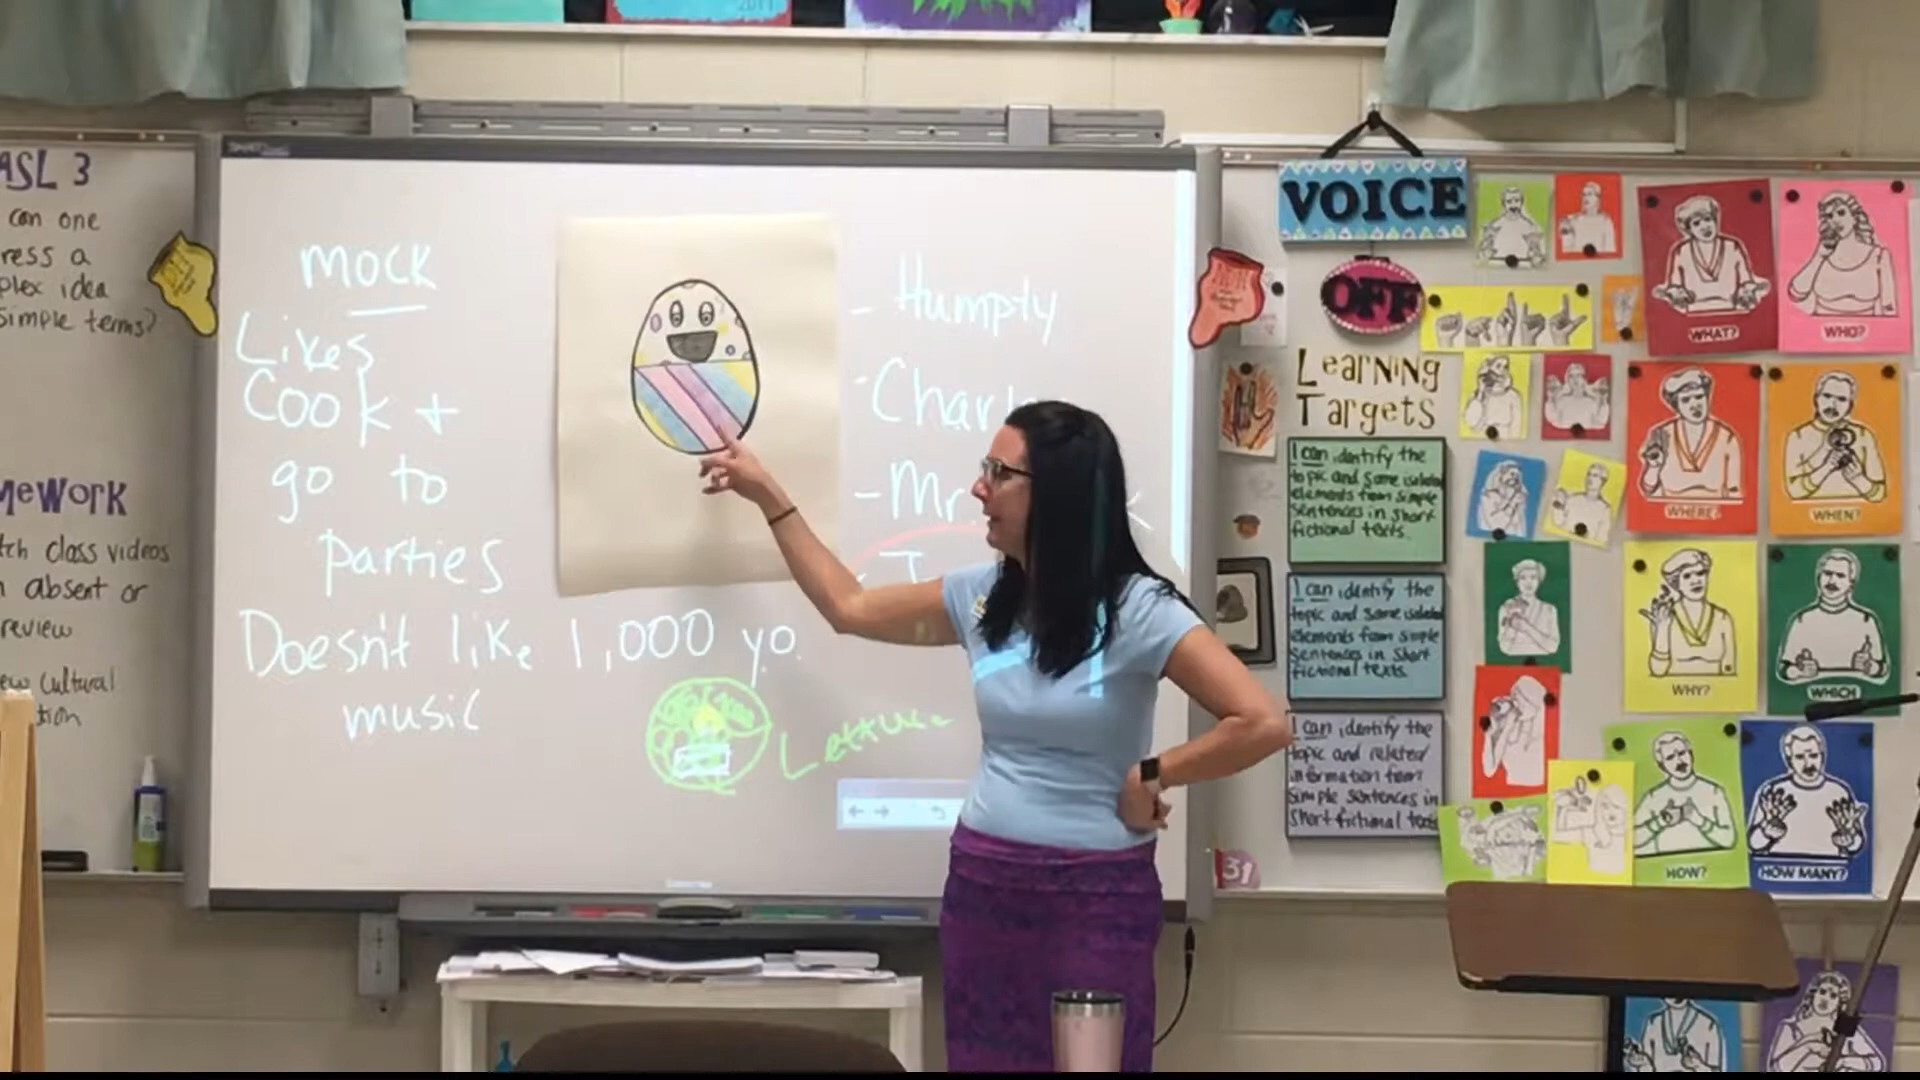 ASL 3
can one
ress a
plex idea
simple terms?
meWork
tch class videos
absent or
review
ew cultural
tion
SMART
mock
Likes
Cook +
go to
parties
Doesn't like 1,000 y.o.
music
- Humpty
- Charl
- Mr.
Lettuce
VOICE
OFF
Learning
Targets
I can identify the
topic and some isolated
elements from simple
sentences in short
fictional texts.
I can identify the
topic and some isolated
elements from simple
sentences in short
fictional texts.
I can identify the
topic and related
information from
simple sentences in
short fictional texts
WHAT?
WHO?
WHERE?
WHEN?
WHY?
WHICH
HOW?
HOW MANY?
31